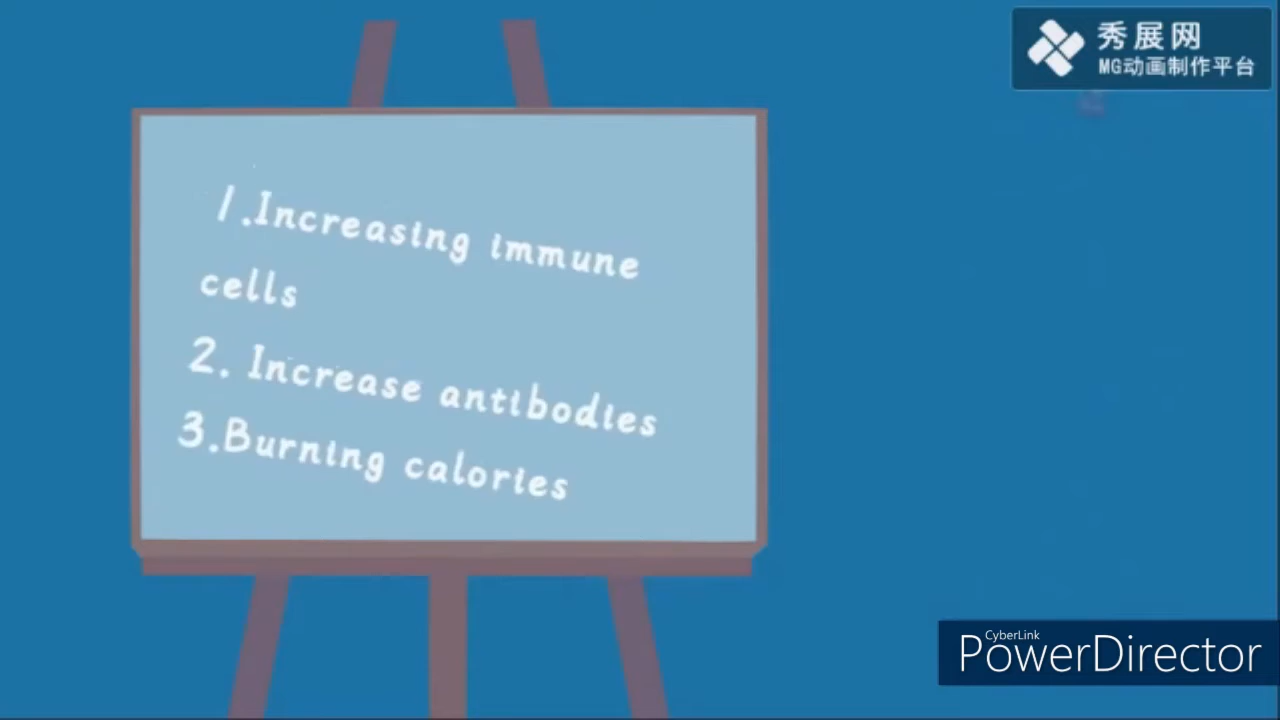 秀展网
MG动画制作平台
1.Increasing immune
cells
2. Increase antibodies
3.Burning calories
CyberLink
PowerDirector